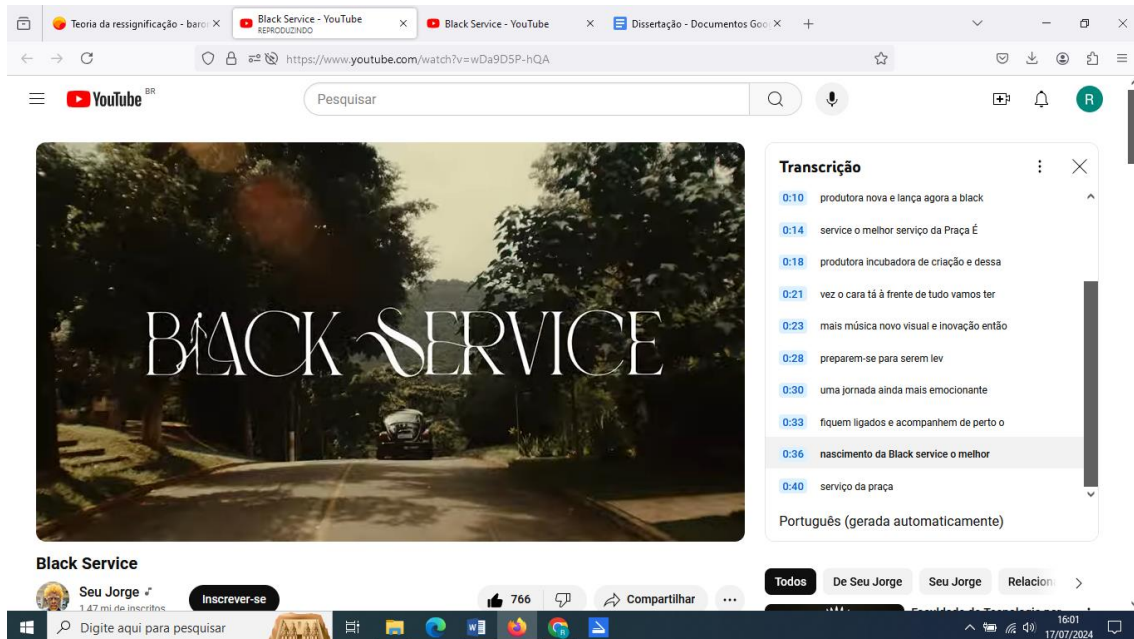 Teoria da ressignificação - baror
Black Service - YouTube
REPRODUZINDO
Black Service - YouTube
Dissertação - Documentos Goo
https://www.youtube.com/watch?v=wDa9D5P-hQA
YouTube BR
Pesquisar
R
BLACK SERVICE
Transcrição
0:10 produtora nova e lança agora a black
0:14 service o melhor serviço da Praça É
0:18 produtora incubadora de criação e dessa
0:21 vez o cara tá à frente de tudo vamos ter
0:23 mais música novo visual e inovação então
0:28 preparem-se para serem lev
0:30 uma jornada ainda mais emocionante
0:33 fiquem ligados e acompanhem de perto o
0:36 nascimento da Black service o melhor
0:40 serviço da praça
Português (gerada automaticamente)
Black Service
Seu Jorge
1,47 mi de inscritos
Inscrever-se
766
Compartilhar
Todos
De Seu Jorge
Seu Jorge
Relacion
Digite aqui para pesquisar
16:01
17/07/2024